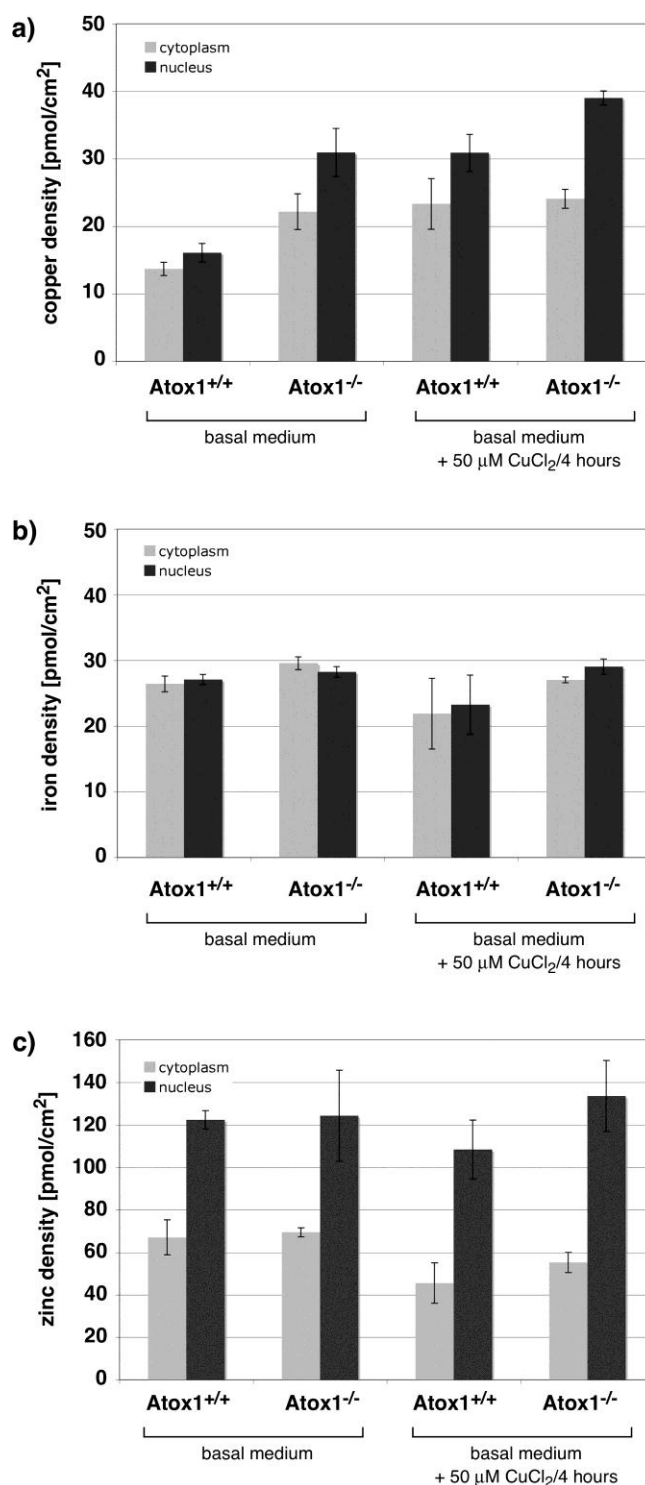 a)
50
cytoplasm
nucleus
40
30
20
10
0
copper density [pmol/cm²]
Atox1⁺/⁺ Atox1⁻/⁻ Atox1⁺/⁺ Atox1⁻/⁻
basal medium basal medium
+ 50 µM CuCl₂/4 hours
b)
50
cytoplasm
nucleus
40
30
20
10
0
iron density [pmol/cm²]
Atox1⁺/⁺ Atox1⁻/⁻ Atox1⁺/⁺ Atox1⁻/⁻
basal medium basal medium
+ 50 µM CuCl₂/4 hours
c)
160
cytoplasm
140
nucleus
120
100
80
60
40
20
0
zinc density [pmol/cm²]
Atox1⁺/⁺ Atox1⁻/⁻ Atox1⁺/⁺ Atox1⁻/⁻
basal medium basal medium
+ 50 µM CuCl₂/4 hours